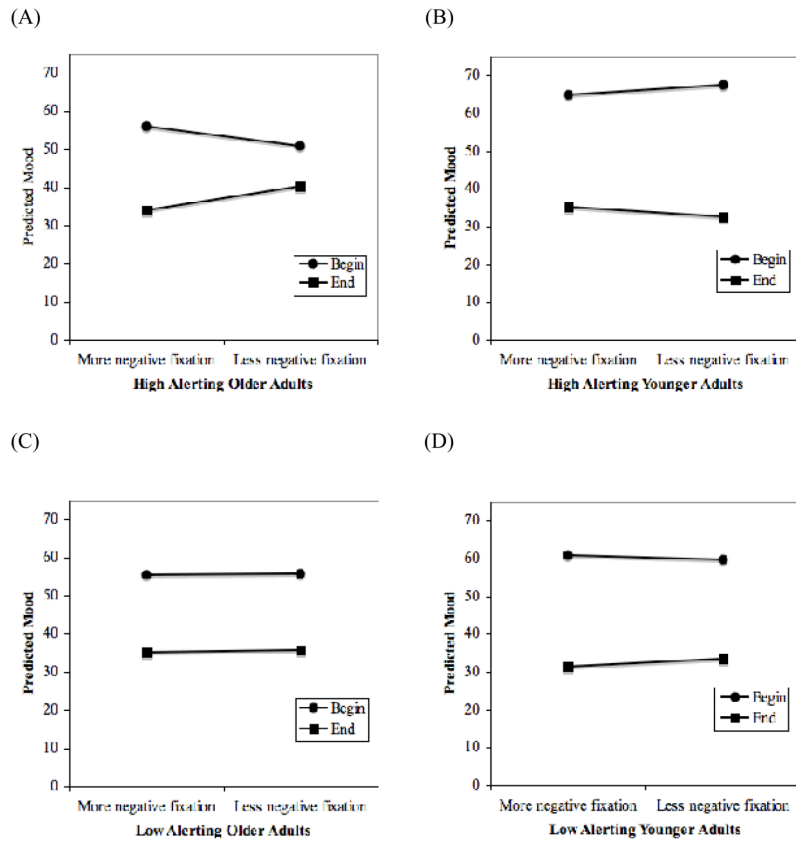 (A)
70
60
50
40
30
20
10
0
Predicted Mood
Begin
End
More negative fixation Less negative fixation
High Alerting Older Adults
(B)
70
60
50
40
30
20
10
0
Predicted Mood
Begin
End
More negative fixation Less negative fixation
High Alerting Younger Adults
(C)
70
60
50
40
30
20
10
0
Predicted Mood
Begin
End
More negative fixation Less negative fixation
Low Alerting Older Adults
(D)
70
60
50
40
30
20
10
0
Predicted Mood
Begin
End
More negative fixation Less negative fixation
Low Alerting Younger Adults